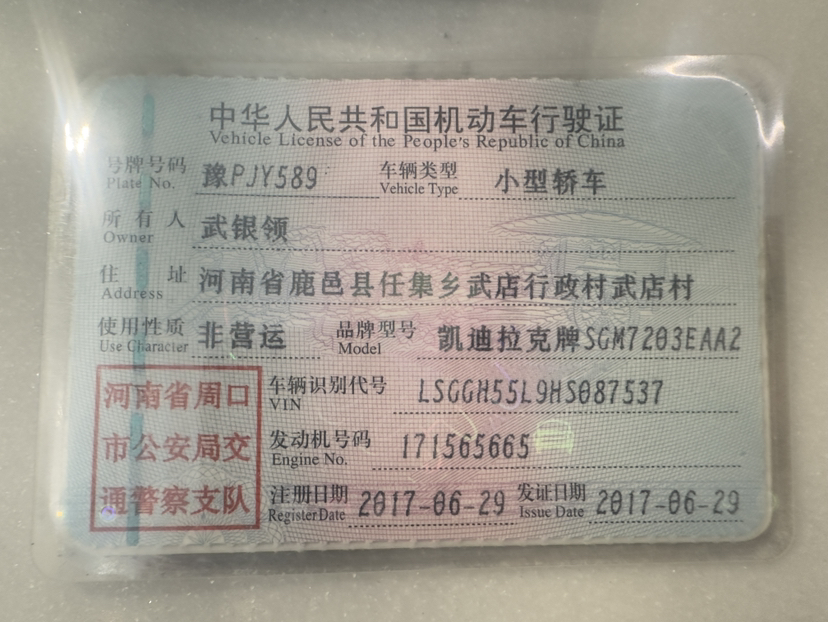 中华人民共和国机动车行驶证
Vehicle License of the People's Republic of China
号牌号码 豫PJY589 车辆类型 小型轿车
Plate No. Vehicle Type
所有人 武银领
Owner
住址 河南省鹿邑县任集乡武店行政村武店村
Address
使用性质 非营运 品牌型号 凯迪拉克牌SGM7203EAA2
Use Character Model
河南省周口
市公安局交
通警察支队
车辆识别代号 LSGGH55L9HS087537
VIN
发动机号码 171565665
Engine No.
注册日期 2017-06-29 发证日期 2017-06-29
Register Date Issue Date